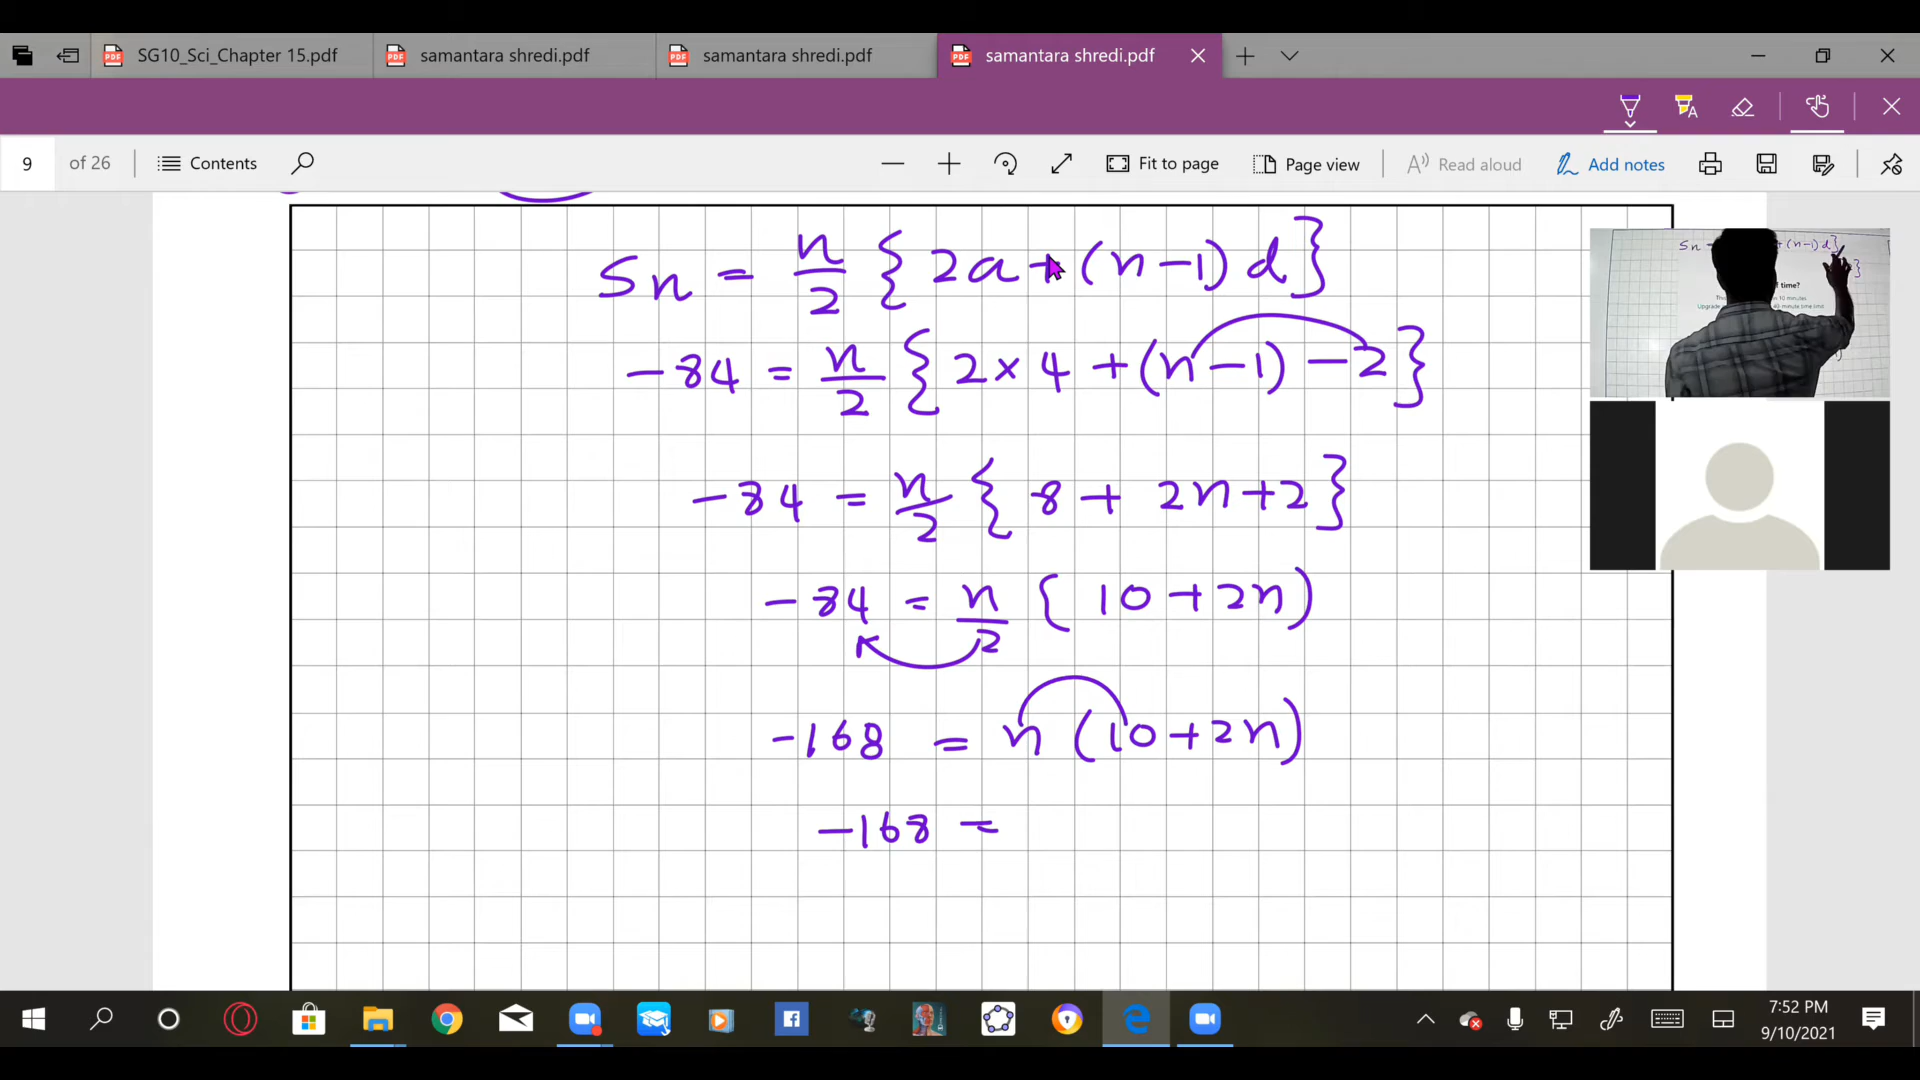 SG10_Sci_Chapter 15.pdf
samantara shredi.pdf
samantara shredi.pdf
samantara shredi.pdf
9 of 26
Contents
Fit to page
Page view
Read aloud
Add notes
Sn = n/2 { 2a + (n-1) d }
-84 = n/2 { 2 × 4 + (n-1) -2 }
-84 = n/2 { 8 + 2n+2 }
-84 = n/2 { 10 + 2n )
-168 = n (10+2n)
-168 =
7:52 PM
9/10/2021